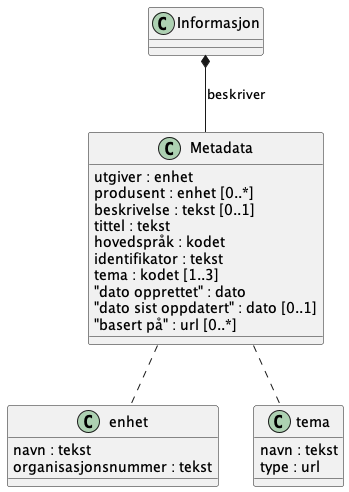 C Informasjon
beskriver
C Metadata
utgiver : enhet
produsent : enhet [0..*]
beskrivelse : tekst [0..1]
tittel : tekst
hovedspråk : kodet
identifikator : tekst
tema : kodet [1..3]
"dato opprettet" : dato
"dato sist oppdatert" : dato [0..1]
"basert på" : url [0..*]
C enhet
navn : tekst
organisasjonsnummer : tekst
C tema
navn : tekst
type : url